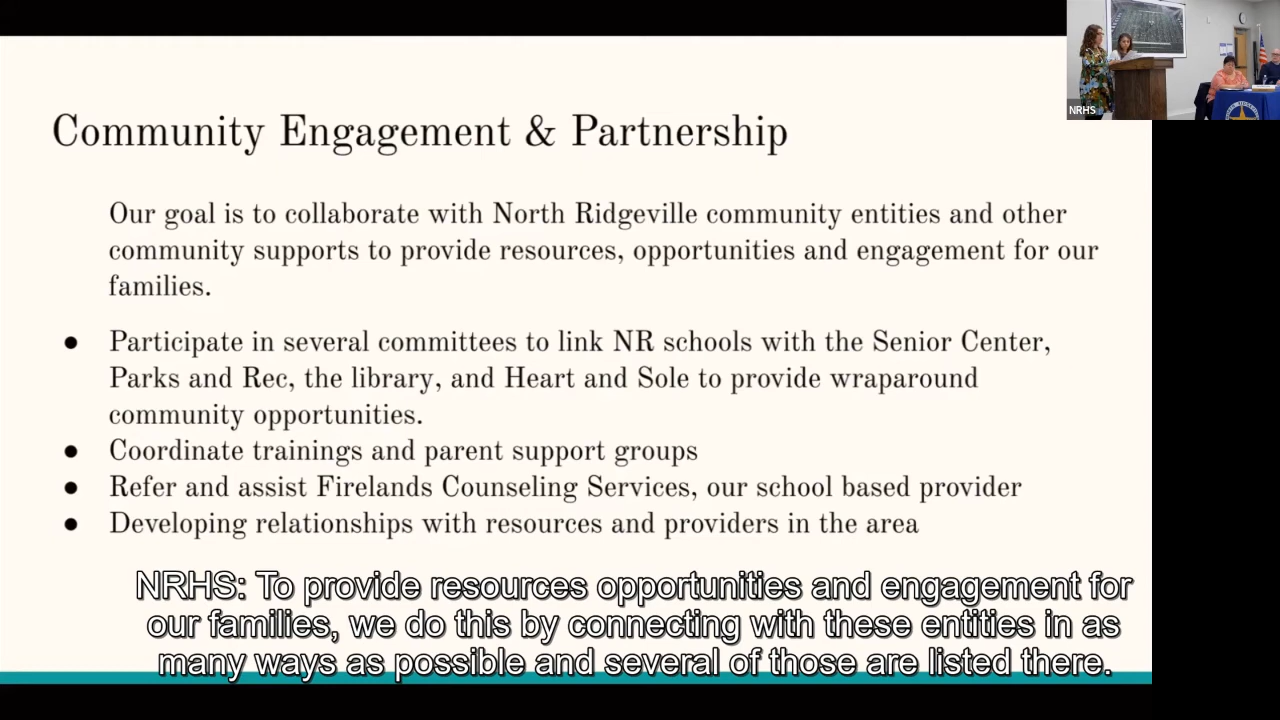 NRHS
Community Engagement & Partnership
Our goal is to collaborate with North Ridgeville community entities and other
community supports to provide resources, opportunities and engagement for our
families.
● Participate in several committees to link NR schools with the Senior Center,
Parks and Rec, the library, and Heart and Sole to provide wraparound
community opportunities.
● Coordinate trainings and parent support groups
● Refer and assist Firelands Counseling Services, our school based provider
● Developing relationships with resources and providers in the area
NRHS: To provide resources opportunities and engagement for
our families, we do this by connecting with these entities in as
many ways as possible and several of those are listed there.